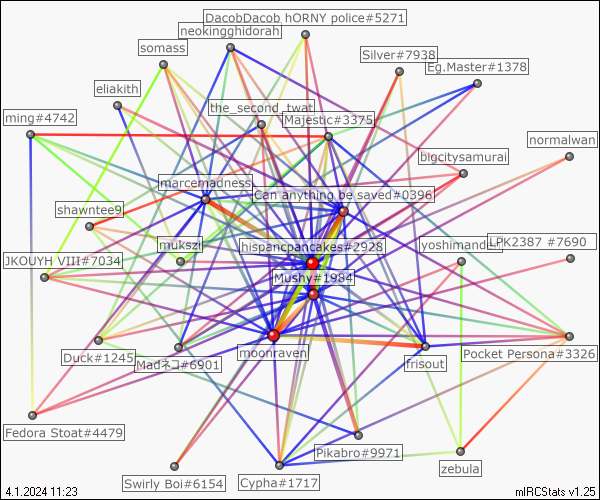 DacobDacob hORNY police#5271
neokingghidorah
somass
Silver#7938
Eg.Master#1378
eliakith
the_second_twat
ming#4742
Majestic#3375
normalwan
bigcitysamurai
marcemadness
Can anything be saved#0396
shawntee9
mukszi
hispancpancakes#2928
JKOUYH VIII#7034
LPK2387 #7690
Mushy#1984
moonraven
Duck#1245
Madネコ#6901
frisout
Pocket Persona#3326
Fedora Stoat#4479
Pikabro#9971
zebula
Swirly Boi#6154
Cypha#1717
4.1.2024 11:23
mIRCStats v1.25